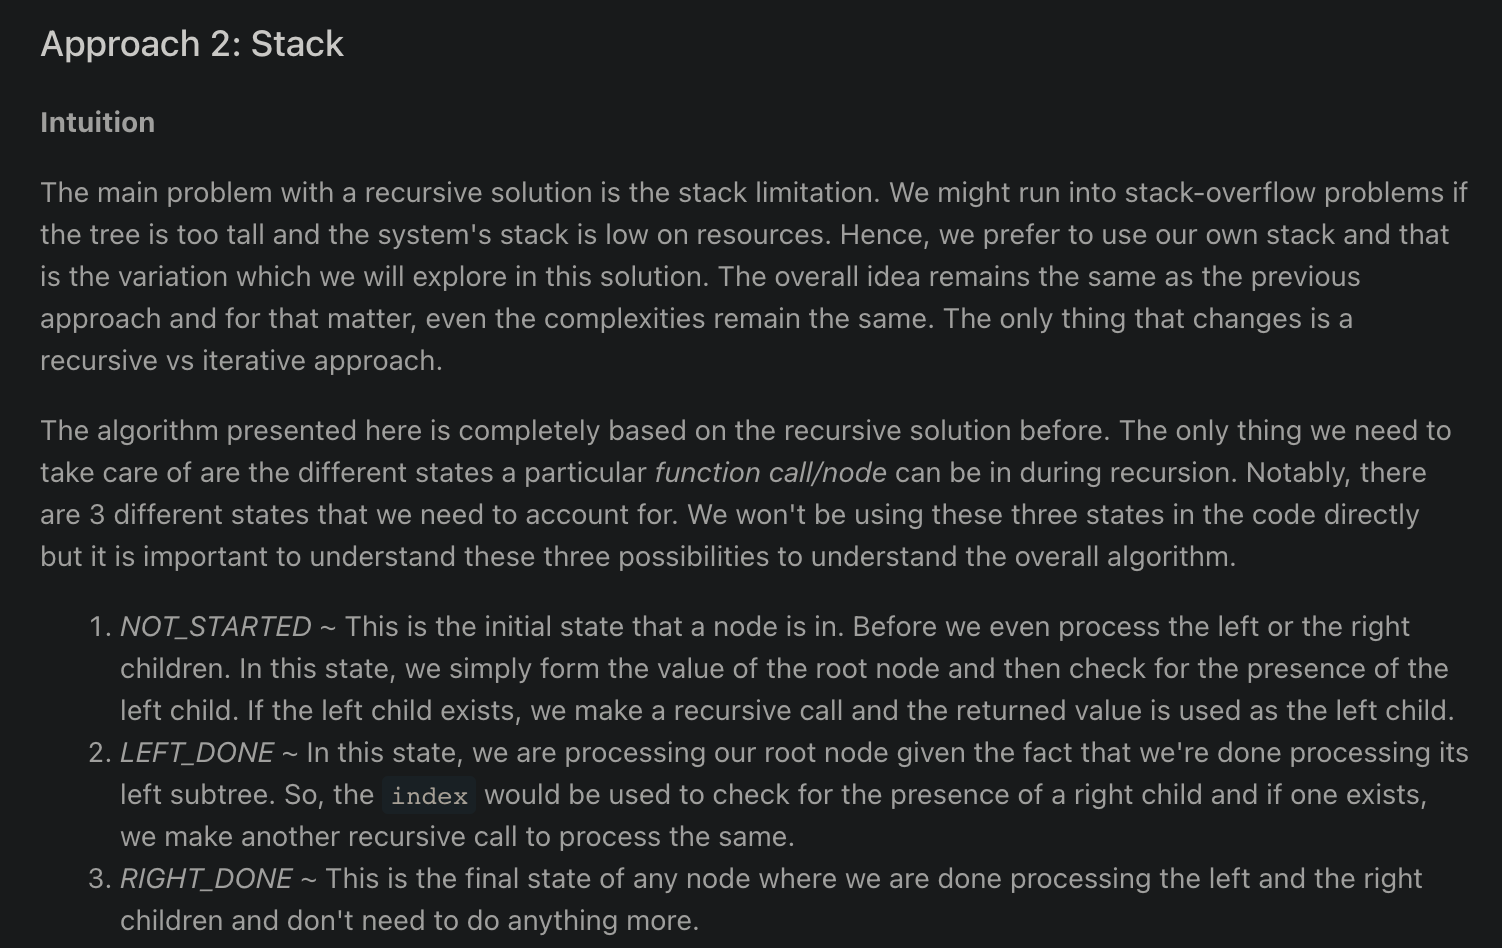 Approach 2: Stack
Intuition
The main problem with a recursive solution is the stack limitation. We might run into stack-overflow problems if
the tree is too tall and the system's stack is low on resources. Hence, we prefer to use our own stack and that
is the variation which we will explore in this solution. The overall idea remains the same as the previous
approach and for that matter, even the complexities remain the same. The only thing that changes is a
recursive vs iterative approach.
The algorithm presented here is completely based on the recursive solution before. The only thing we need to
take care of are the different states a particular function call/node can be in during recursion. Notably, there
are 3 different states that we need to account for. We won't be using these three states in the code directly
but it is important to understand these three possibilities to understand the overall algorithm.
1. NOT_STARTED ~ This is the initial state that a node is in. Before we even process the left or the right
children. In this state, we simply form the value of the root node and then check for the presence of the
left child. If the left child exists, we make a recursive call and the returned value is used as the left child.
2. LEFT_DONE ~ In this state, we are processing our root node given the fact that we're done processing its
left subtree. So, the index would be used to check for the presence of a right child and if one exists,
we make another recursive call to process the same.
3. RIGHT_DONE ~ This is the final state of any node where we are done processing the left and the right
children and don't need to do anything more.